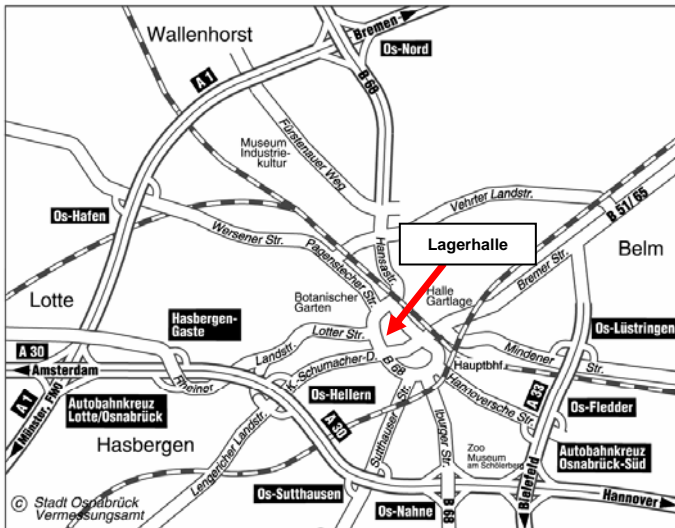 Wallenhorst
Bremen
Os-Nord
A 1
B 68
Museum
Industrie-
kultur
Fürstenauer Weg
Vehrter Landstr.
B 51/ 65
Os-Hafen
Wersener Str.
Pagenstecher Str.
Hansastr.
Lagerhalle
Belm
Bremer Str.
Lotte
Botanischer
Garten
Halle
Gartlage
Hasbergen-
Gaste
Lotter Str.
Os-Lüstringen
A 30
Amsterdam
Landstr.
Rheiner
K.-Schumacher-D.
B 68
Hauptbhf.
Mindener
Str.
Os-Hellern
Hannoversche Str.
A 33
Os-Fledder
A 1
Münster, FMO
Autobahnkreuz
Lotte/Osnabrück
A 30
Hasbergen
Lengericher Landstr.
Sutthauser
Str.
Iburger Str.
Zoo
Museum
am Schölerberg
Autobahnkreuz
Osnabrück-Süd
Bielefeld
Hannover
Os-Sutthausen
Os-Nahne
B 68
© Stadt Osnabrück
Vermessungsamt